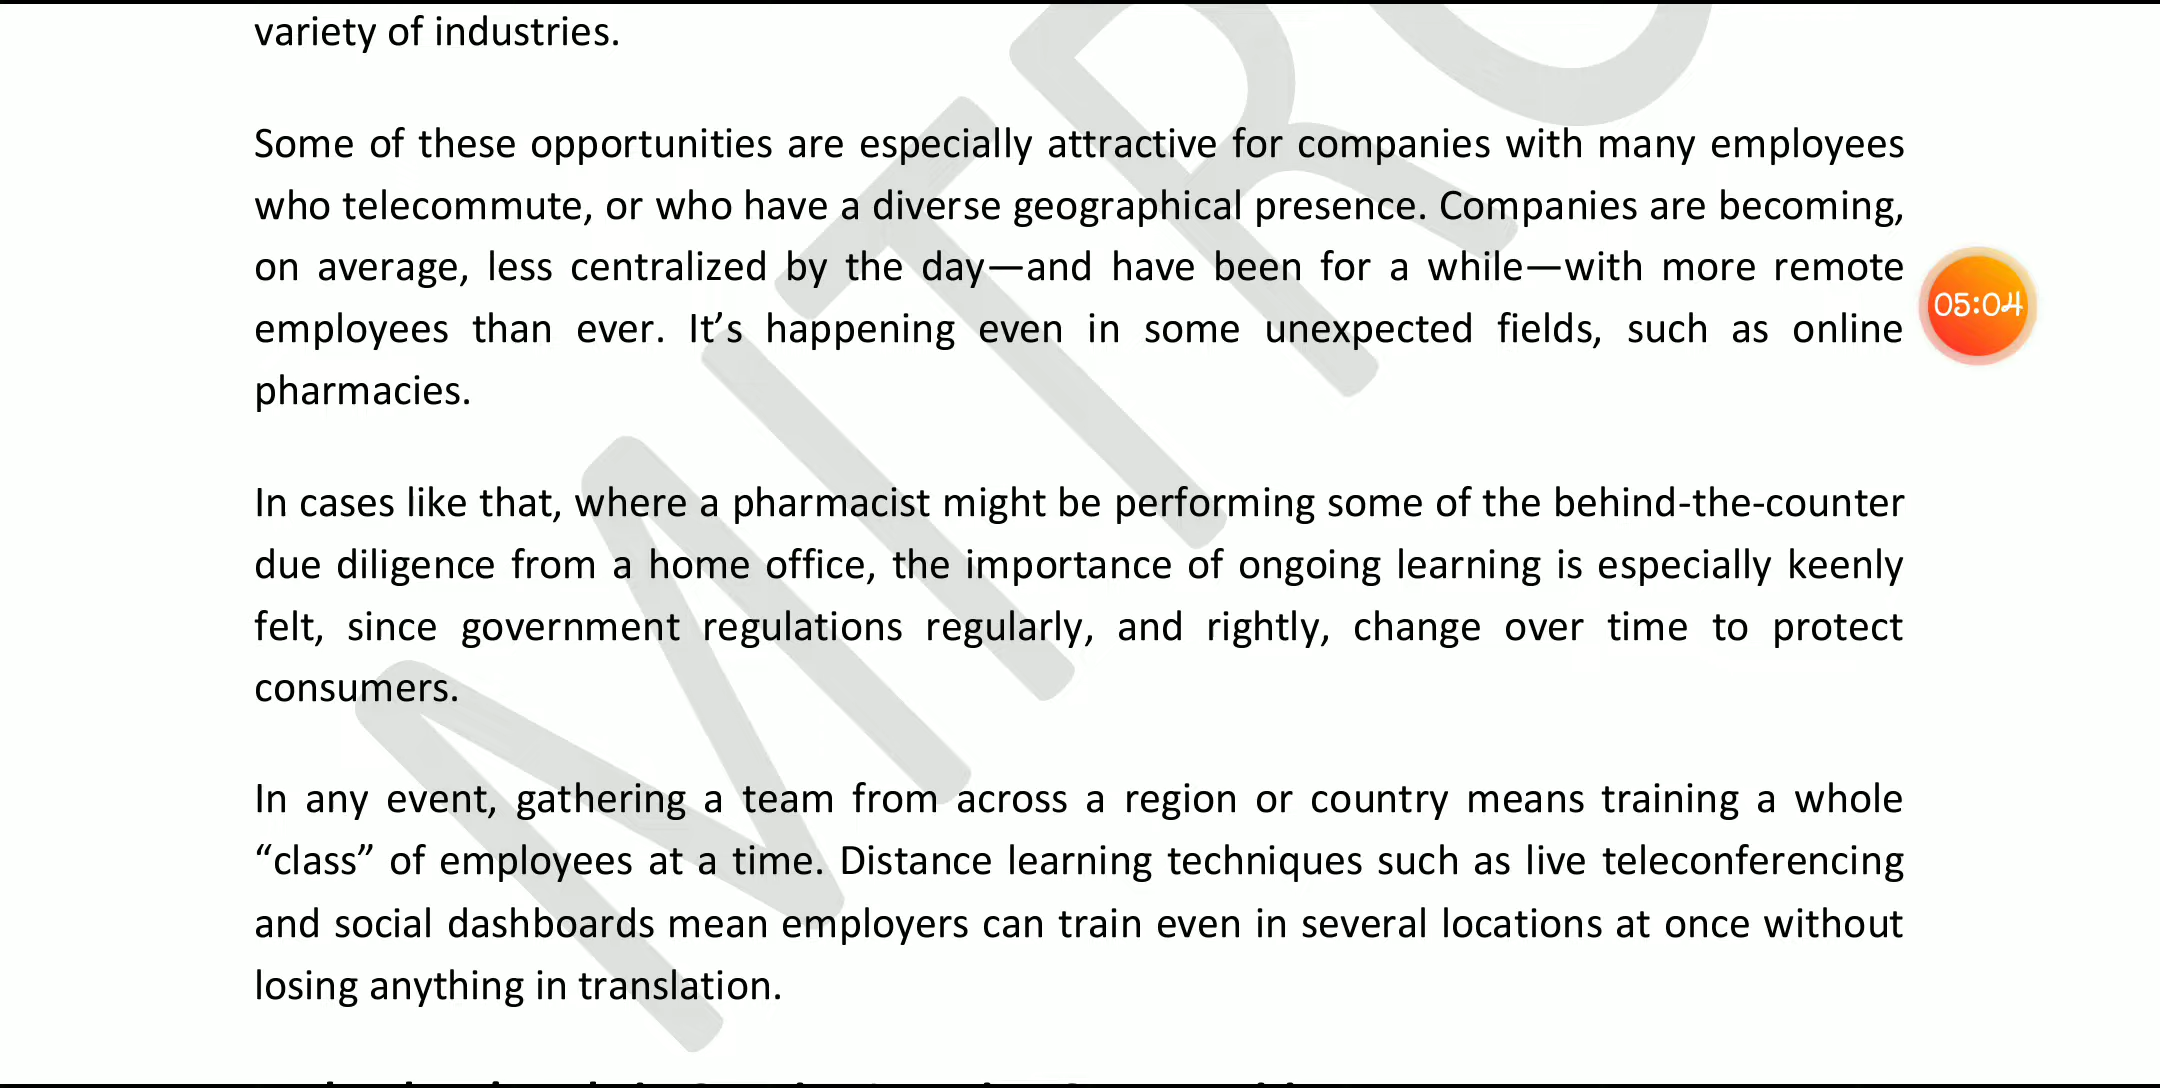 variety of industries.
Some of these opportunities are especially attractive for companies with many employees
who telecommute, or who have a diverse geographical presence. Companies are becoming,
on average, less centralized by the day—and have been for a while—with more remote
employees than ever. It’s happening even in some unexpected fields, such as online
pharmacies.
05:04
In cases like that, where a pharmacist might be performing some of the behind-the-counter
due diligence from a home office, the importance of ongoing learning is especially keenly
felt, since government regulations regularly, and rightly, change over time to protect
consumers.
In any event, gathering a team from across a region or country means training a whole
“class” of employees at a time. Distance learning techniques such as live teleconferencing
and social dashboards mean employers can train even in several locations at once without
losing anything in translation.